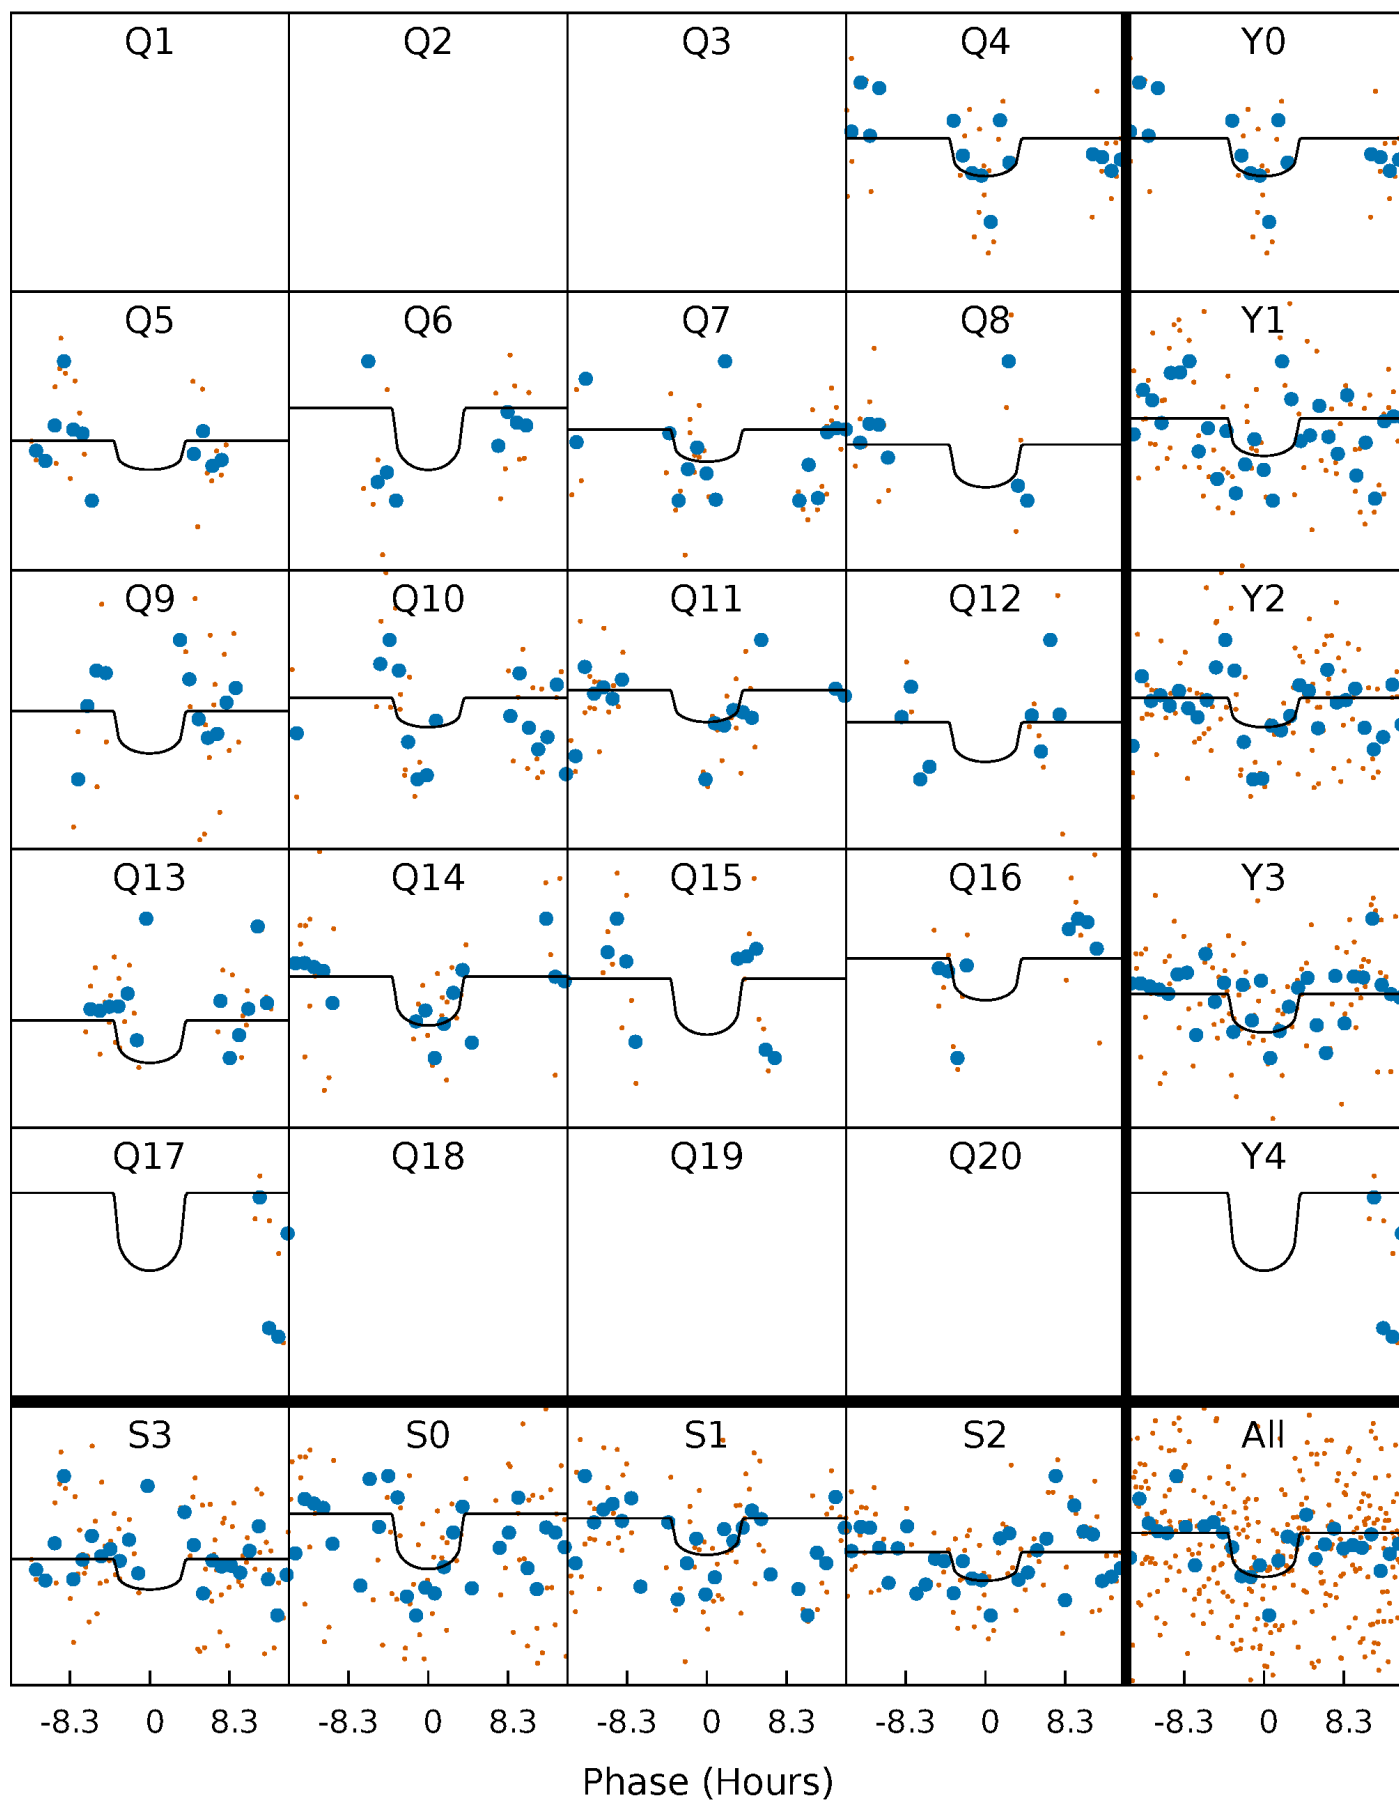 Q1 Q2 Q3 Q4 Y0
Q5 Q6 Q7 Q8 Y1
Q9 Q10 Q11 Q12 Y2
Q13 Q14 Q15 Q16 Y3
Q17 Q18 Q19 Q20 Y4
S3 S0 S1 S2 All
-8.3 0 8.3 -8.3 0 8.3 -8.3 0 8.3 -8.3 0 8.3 -8.3 0 8.3
Phase (Hours)